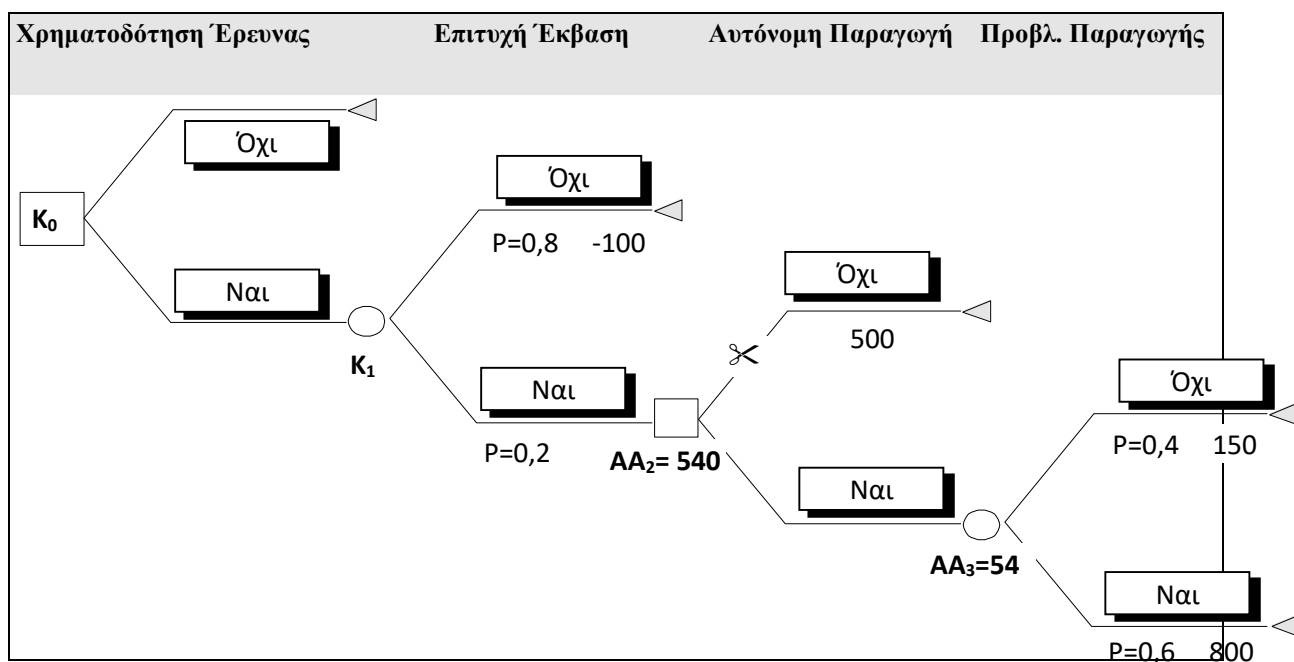 Χρηματοδότηση Έρευνας Επιτυχή Έκβαση Αυτόνομη Παραγωγή Προβλ. Παραγωγής
Όχι
Όχι
K₀
P=0,8 -100
Όχι
Ναι
500
K₁
Ναι
Όχι
P=0,2
AA₂= 540
P=0,4 150
Ναι
AA₃=54
Ναι
P=0,6 800